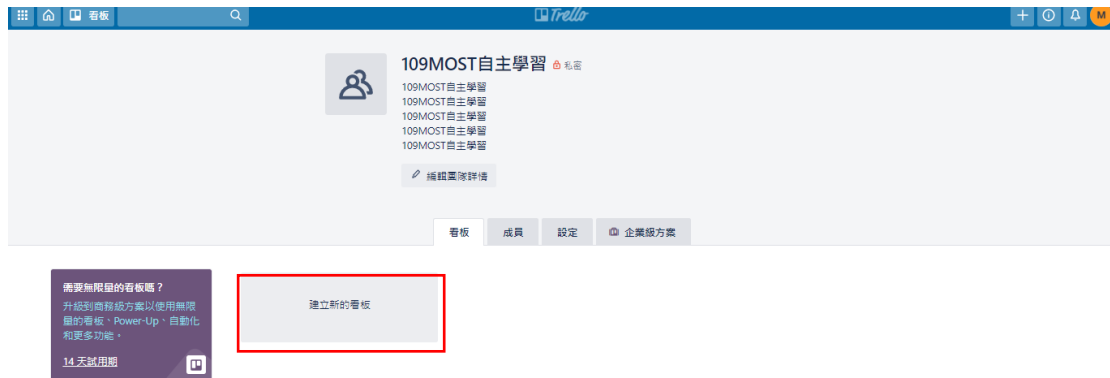 看板
Trello
M
109MOST自主學習 私密
109MOST自主學習
109MOST自主學習
109MOST自主學習
109MOST自主學習
109MOST自主學習
編輯團隊詳情
看板 成員 設定 企業級方案
需要無限量的看板嗎？
升級到商務級方案以使用無限
量的看板、Power-Up、自動化
和更多功能。
14 天試用期
建立新的看板